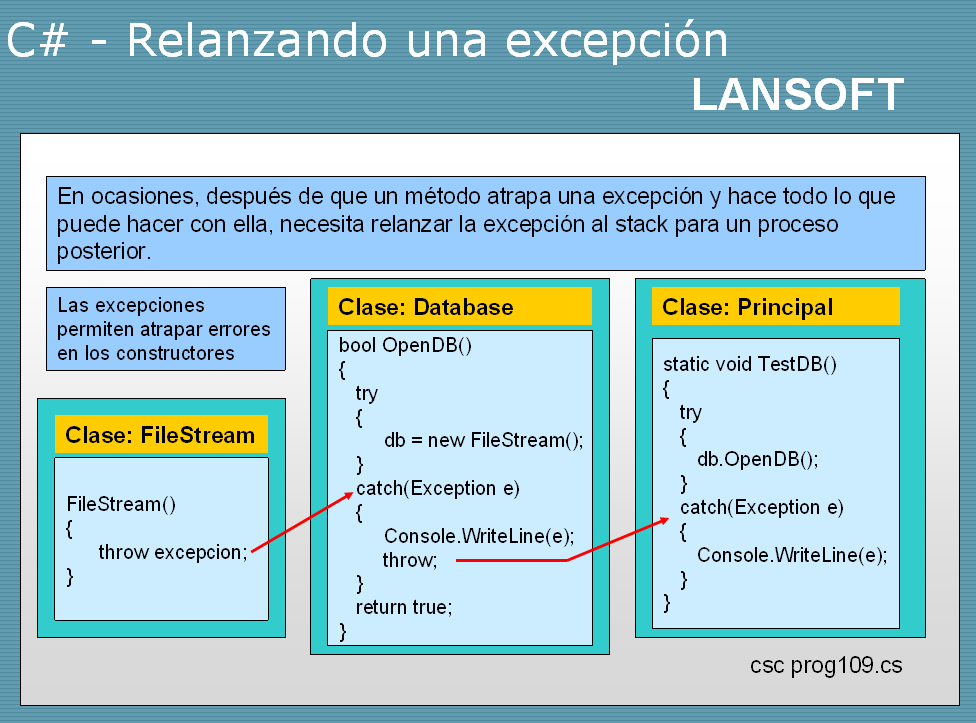 C# - Relanzando una excepción
LANSOFT
En ocasiones, después de que un método atrapa una excepción y hace todo lo que
puede hacer con ella, necesita relanzar la excepción al stack para un proceso
posterior.
Las excepciones
permiten atrapar errores
en los constructores
Clase: FileStream
FileStream()
{
throw excepcion;
}
Clase: Database
bool OpenDB()
{
try
{
db = new FileStream();
}
catch(Exception e)
{
Console.WriteLine(e);
throw;
}
return true;
}
Clase: Principal
static void TestDB()
{
try
{
db.OpenDB();
}
catch(Exception e)
{
Console.WriteLine(e);
}
}
csc prog109.cs